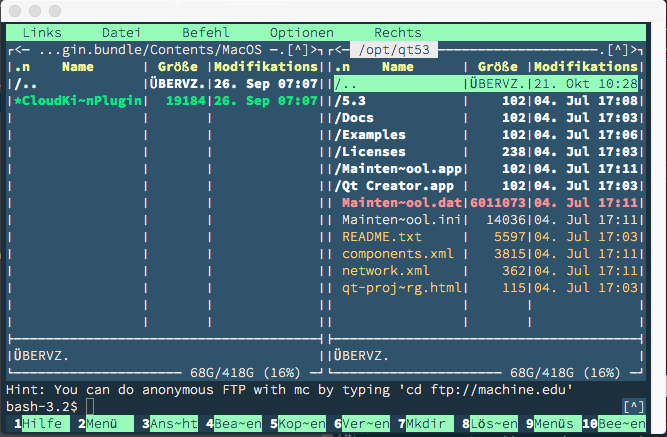 Links Datei Befehl Optionen Rechts
<— ...gin.bundle/Contents/MacOS —.[^]> <— /opt/qt53 .[^]>
.n Name Größe Modifikations .n Name Größe Modifikations
/.. ÜBERVZ. 26. Sep 07:07 /.. ÜBERVZ. 21. Okt 10:28
*CloudKi~nPlugin 19184 26. Sep 07:07 /5.3 102 04. Jul 17:08
/Docs 102 04. Jul 17:03
/Examples 102 04. Jul 17:06
/Licenses 238 04. Jul 17:03
/Mainten~ool.app 102 04. Jul 17:11
/Qt Creator.app 102 04. Jul 17:03
Mainten~ool.dat 6011073 04. Jul 17:11
Mainten~ool.ini 14036 04. Jul 17:11
README.txt 5597 04. Jul 17:03
components.xml 3815 04. Jul 17:11
network.xml 362 04. Jul 17:11
qt-proj~rg.html 115 04. Jul 17:03
ÜBERVZ. ÜBERVZ.
68G/418G (16%) 68G/418G (16%)
Hint: You can do anonymous FTP with mc by typing 'cd ftp://machine.edu'
bash-3.2$ [^]
1Hilfe 2Menü 3Ans~ht 4Bea~en 5Kop~en 6Ver~en 7Mkdir 8Lös~en 9Menüs 10Bee~en